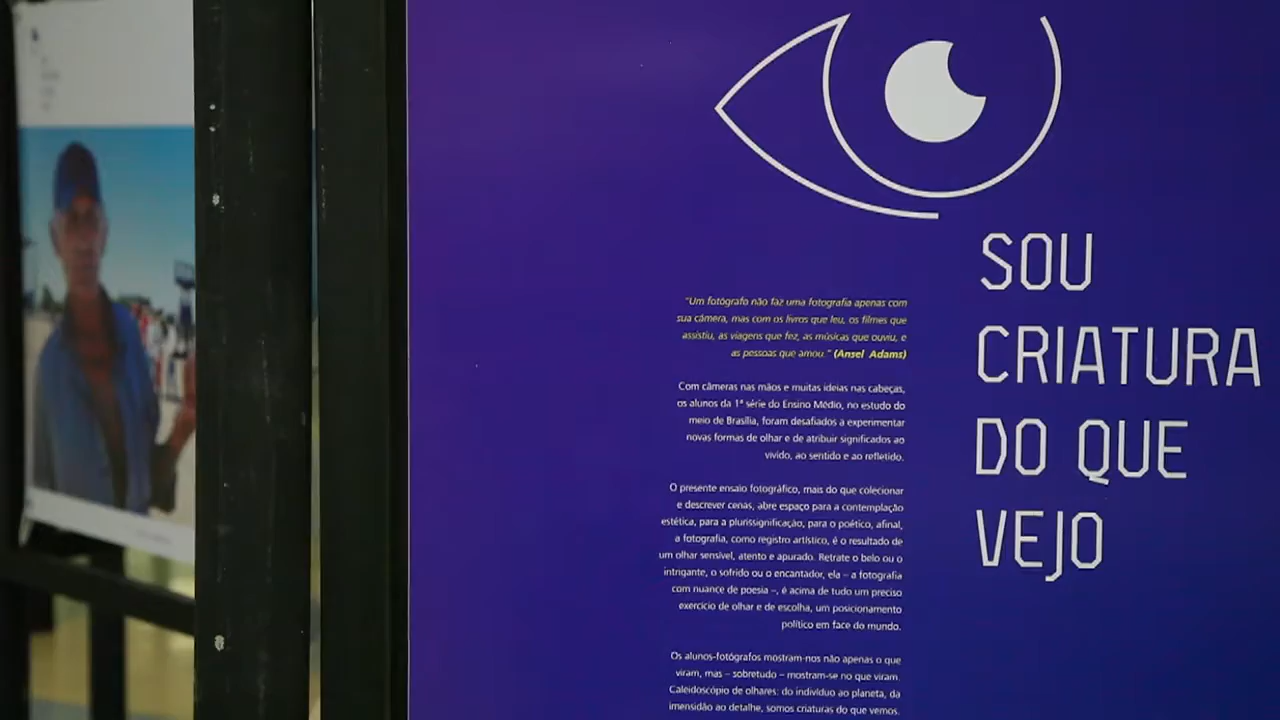 SOU
CRIATURA
DO QUE
VEJO
"Um fotógrafo não faz uma fotografia apenas com
sua câmera, mas com os livros que leu, os filmes que
assistiu, as viagens que fez, as músicas que ouviu, e
as pessoas que amou." (Ansel Adams)
Com câmeras nas mãos e muitas ideias nas cabeças,
os alunos da 1ª série do Ensino Médio, no estudo do
meio de Brasília, foram desafiados a experimentar
novas formas de olhar e de atribuir significados ao
vivido, ao sentido e ao refletido.
O presente ensaio fotográfico, mais do que colecionar
e descrever cenas, abre espaço para a contemplação
estética, para a plurissignificação, para o poético, afinal,
a fotografia, como registro artístico, é o resultado de
um olhar sensível, atento e apurado. Retrate o belo ou o
intrigante, o sofrido ou o encantador, ela – a fotografia
com nuance de poesia –, é acima de tudo um preciso
exercício de olhar e de escolha, um posicionamento
político em face do mundo.
Os alunos-fotógrafos mostram-nos não apenas o que
viram, mas – sobretudo – mostram-se no que viram.
Caleidoscópio de olhares: do indivíduo ao planeta, da
imensidão ao detalhe, somos criaturas do que vemos.